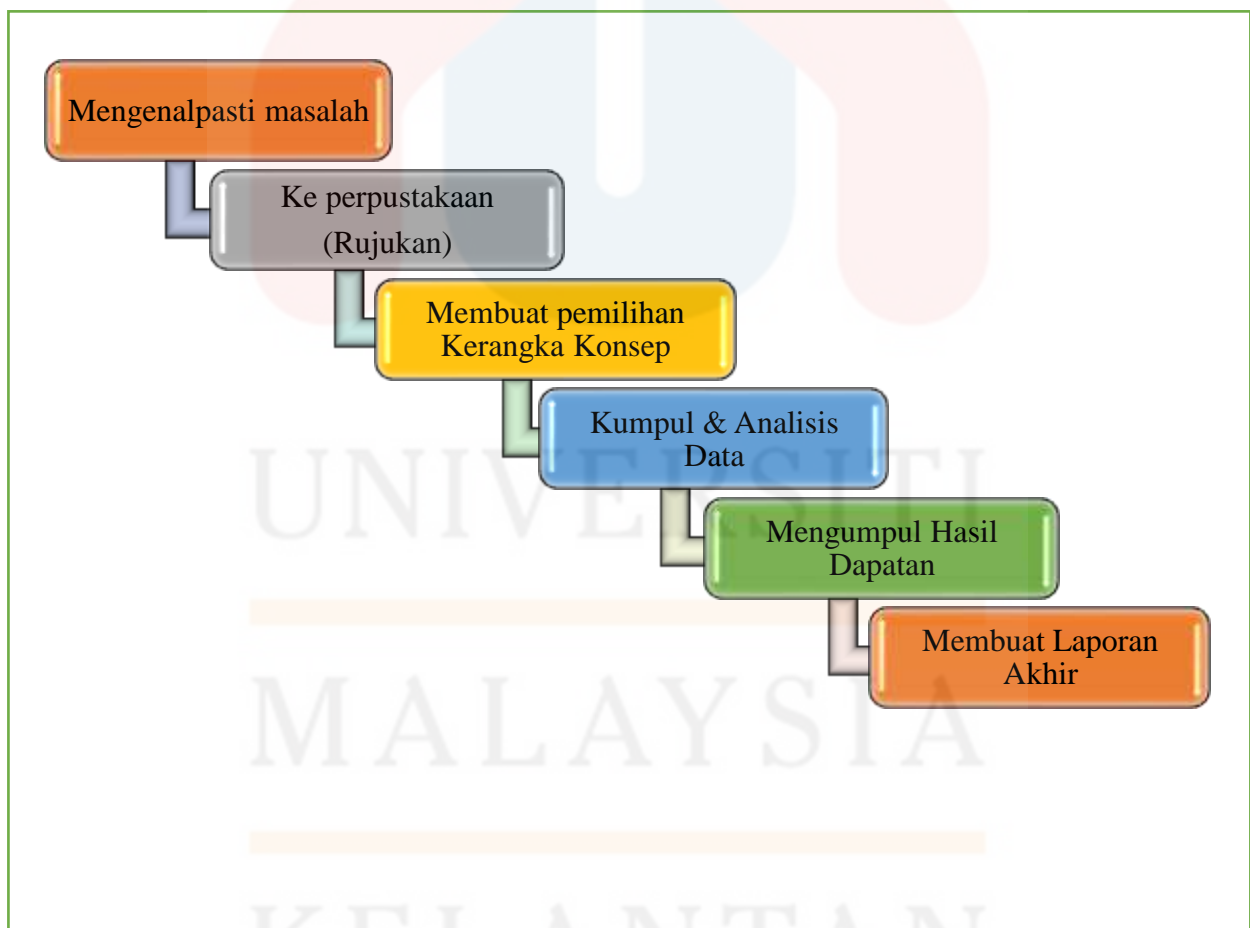 Mengenalpasti masalah
Ke perpustakaan
(Rujukan)
Membuat pemilihan
Kerangka Konsep
Kumpul & Analisis
Data
Mengumpul Hasil
Dapatan
Membuat Laporan
Akhir
UNIVERSITI
MALAYSIA
KELANTAN